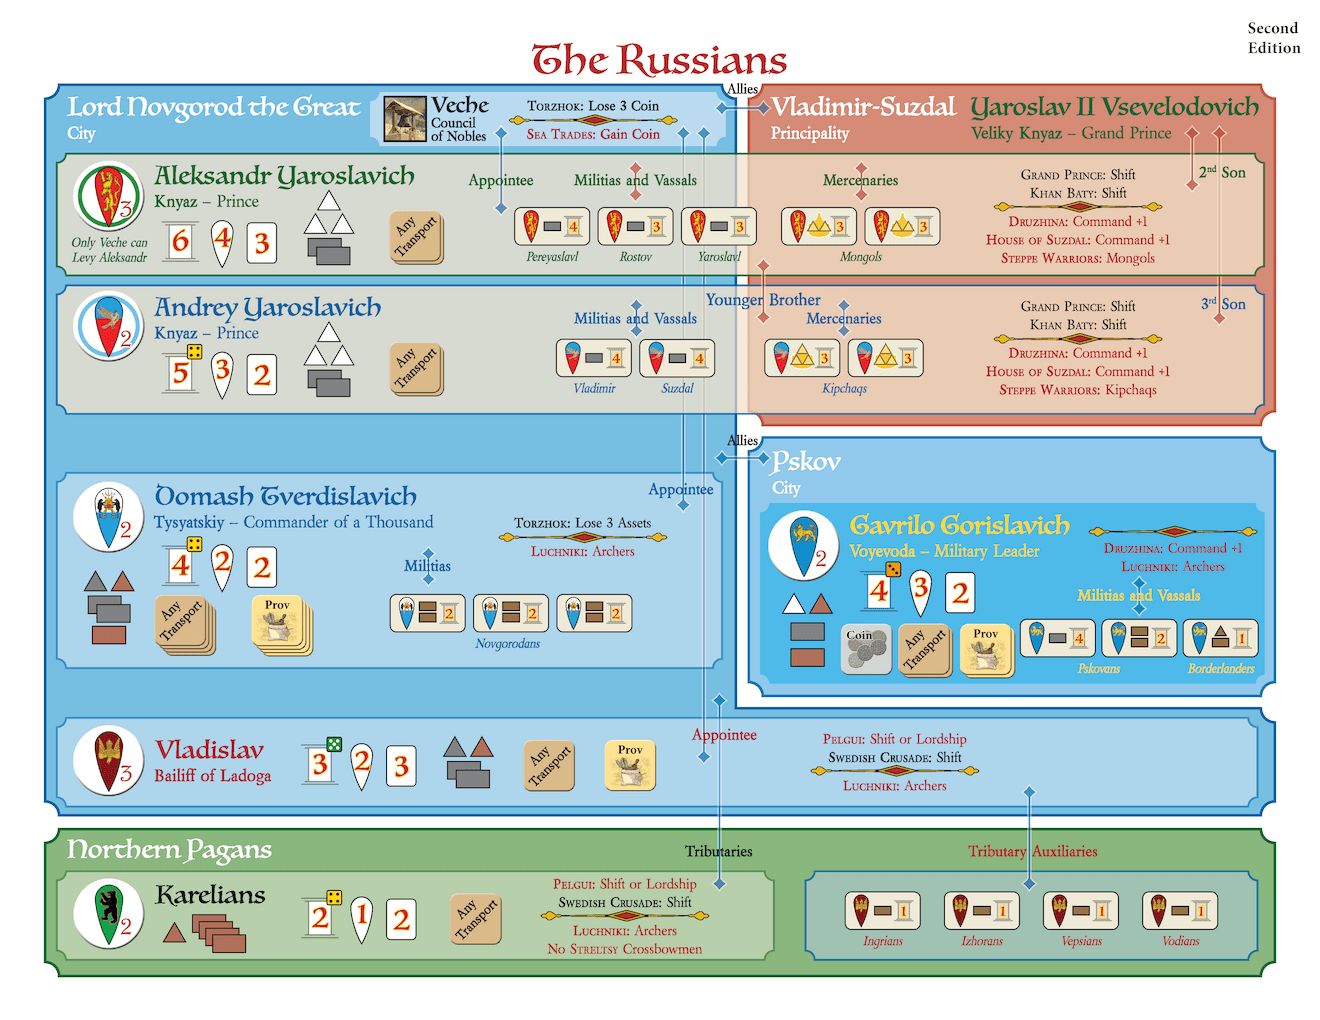 Second
Edition
The Russians
Lord Novgorod the Great
City
Veche
Council
of Nobles
Torzhok: Lose 3 Coin
Sea Trades: Gain Coin
Allies
Vladimir-Suzdal
Principality
Yaroslav II Vsevelodovich
Veliky Knyaz – Grand Prince
Aleksandr Yaroslavich
Knyaz – Prince
3
Only Veche can
Levy Aleksandr
6
4
3
Any
Transport
Appointee
Militias and Vassals
4
3
3
Pereyaslavl
Rostov
Yaroslavl
Mercenaries
3
3
Mongols
Grand Prince: Shift
Khan Baty: Shift
Druzhina: Command +1
House of Suzdal: Command +1
Steppe Warriors: Mongols
2nd Son
Andrey Yaroslavich
Knyaz – Prince
2
5
3
2
Any
Transport
Younger Brother
Militias and Vassals
4
4
Vladimir
Suzdal
Mercenaries
3
3
Kipchaqs
Grand Prince: Shift
Khan Baty: Shift
Druzhina: Command +1
House of Suzdal: Command +1
Steppe Warriors: Kipchaqs
3rd Son
Domash Tverdislavich
Tysyatskiy – Commander of a Thousand
2
4
2
2
Any
Transport
Prov
Appointee
Torzhok: Lose 3 Assets
Luchniki: Archers
Militias
2
2
2
Novgorodans
Allies
Pskov
City
Gavrilo Gorislavich
Voyevoda – Military Leader
2
4
3
2
Coin
Any
Transport
Prov
Druzhina: Command +1
Luchniki: Archers
Militias and Vassals
4
2
1
Pskovans
Borderlanders
Vladislav
Bailiff of Ladoga
3
3
2
3
Any
Transport
Prov
Appointee
Pelgui: Shift or Lordship
Swedish Crusade: Shift
Luchniki: Archers
Northern Pagans
Tributaries
Tributary Auxiliaries
Karelians
2
2
1
2
Any
Transport
Pelgui: Shift or Lordship
Swedish Crusade: Shift
Luchniki: Archers
No Streltsy Crossbowmen
1
1
1
1
Ingrians
Izhorans
Vepsians
Vodians